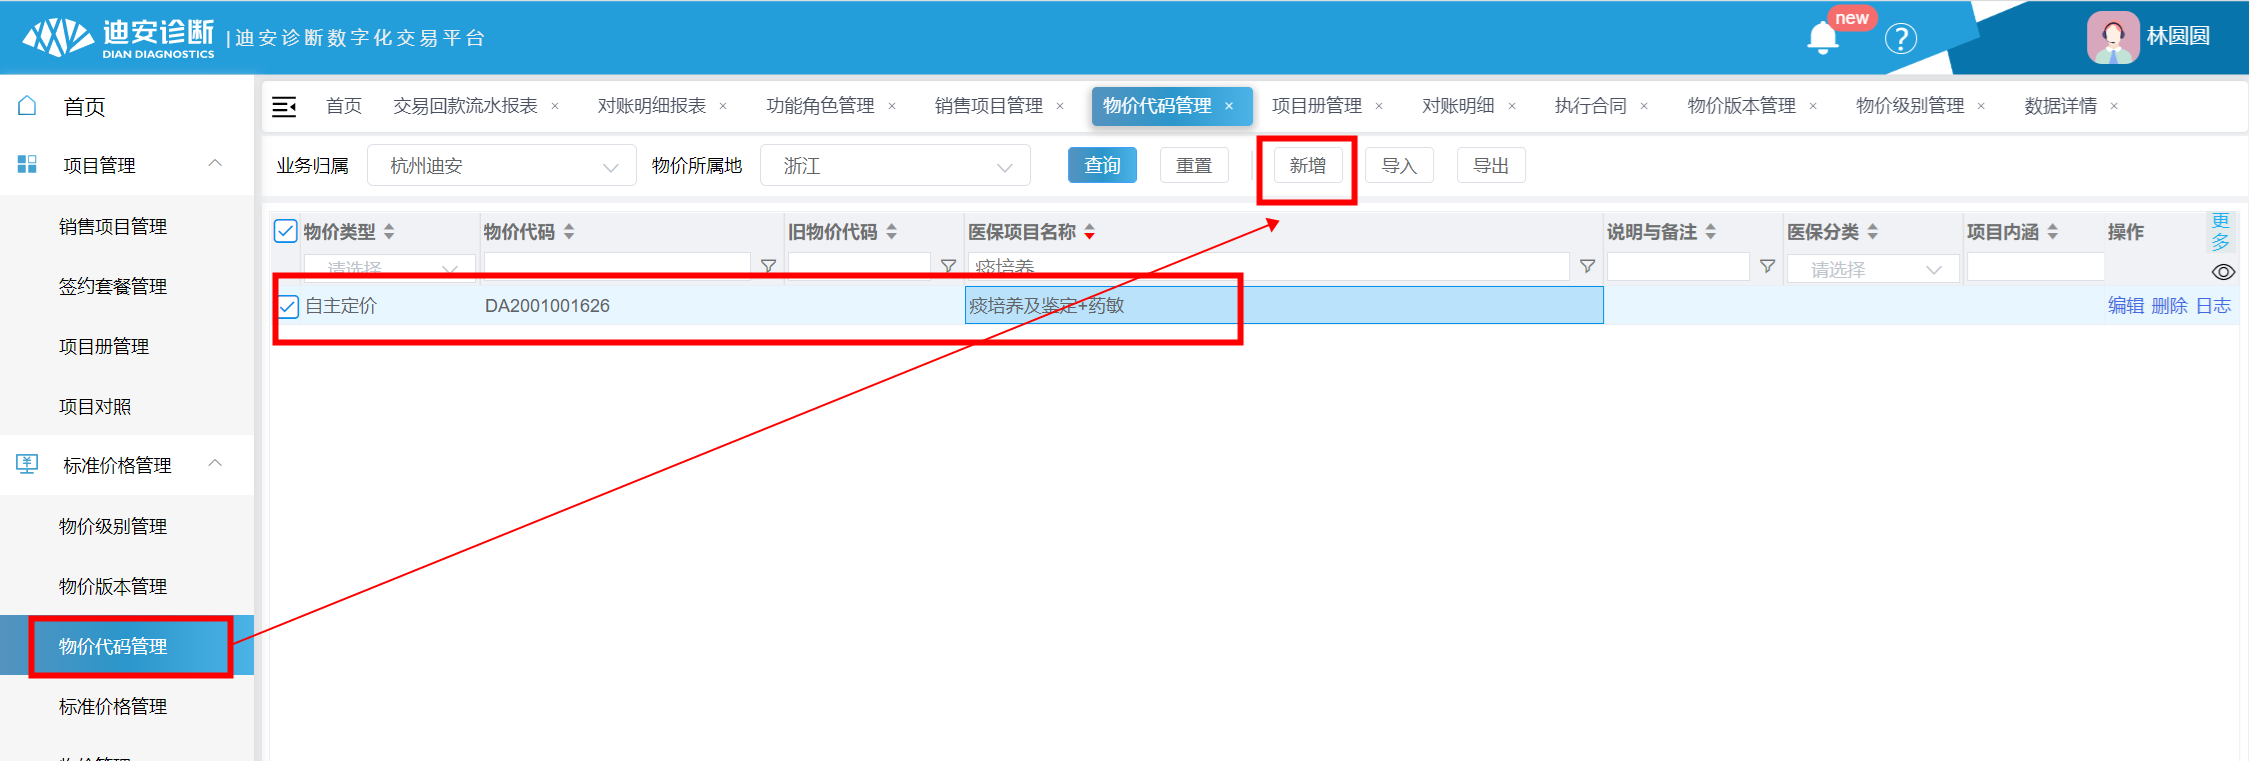 迪安诊断
DIAN DIAGNOSTICS
|迪安诊断数字化交易平台
new
?
林圆圆
首页
项目管理
销售项目管理
签约套餐管理
项目册管理
项目对照
标准价格管理
物价级别管理
物价版本管理
物价代码管理
标准价格管理
首页 交易回款流水报表 × 对账明细报表 × 功能角色管理 × 销售项目管理 × 物价代码管理 × 项目册管理 × 对账明细 × 执行合同 × 物价版本管理 × 物价级别管理 × 数据详情 ×
业务归属 杭州迪安 物价所属地 浙江 查询 重置 新增 导入 导出
物价类型 物价代码 旧物价代码 医保项目名称 说明与备注 医保分类 项目内涵 操作 更多
请选择 痰培养 请选择
自主定价 DA2001001626 痰培养及鉴定+药敏 编辑 删除 日志